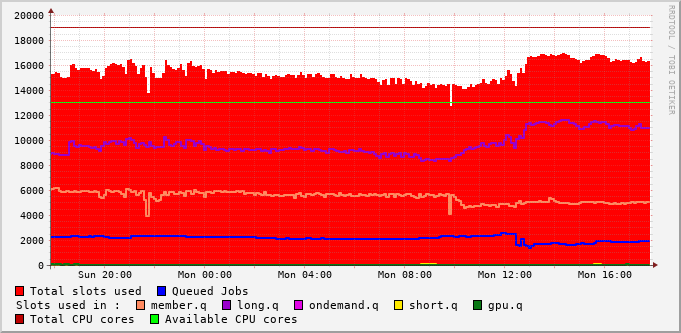 20000
18000
16000
14000
12000
10000
8000
6000
4000
2000
0
Sun 20:00 Mon 00:00 Mon 04:00 Mon 08:00 Mon 12:00 Mon 16:00
Total slots used Queued Jobs
Slots used in : member.q long.q ondemand.q short.q gpu.q
Total CPU cores Available CPU cores
RRDTOOL / TOBI OETIKER